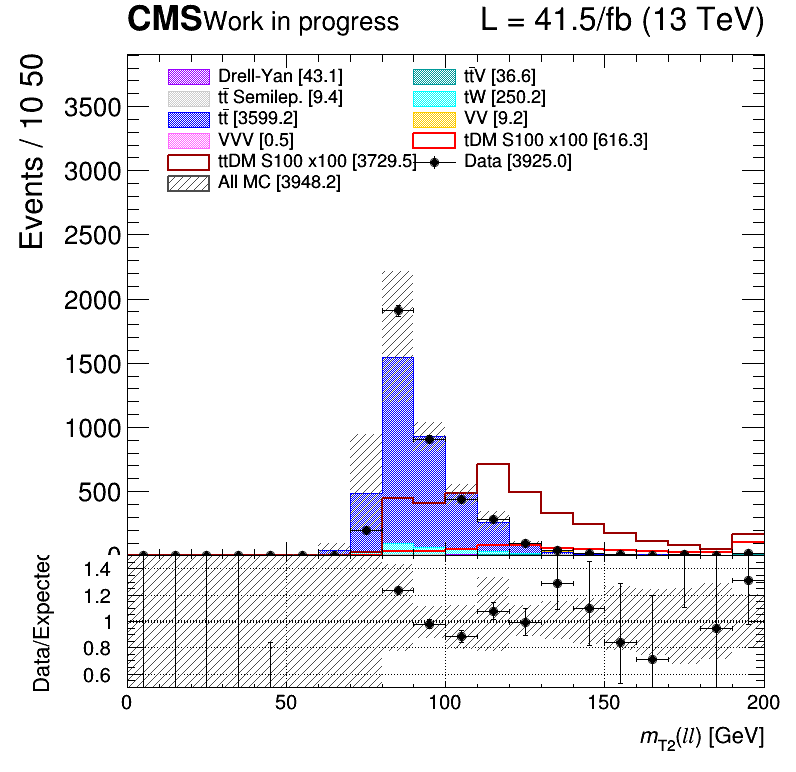 CMS Work in progress L = 41.5/fb (13 TeV)
Events / 10 50
3500
3000
2500
2000
1500
1000
500
0
Drell-Yan [43.1]
tt̄V [36.6]
tt̄ Semilep. [9.4]
tW [250.2]
tt̄ [3599.2]
VV [9.2]
VVV [0.5]
tDM S100 x100 [616.3]
ttDM S100 x100 [3729.5]
Data [3925.0]
All MC [3948.2]
Data/Expected
1.4
1.2
1
0.8
0.6
0 50 100 150 200
m_T2(ll) [GeV]